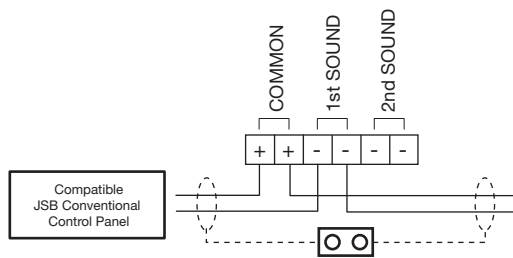 COMMON
1st SOUND
2nd SOUND
+ + - - - -
Compatible
JSB Conventional
Control Panel